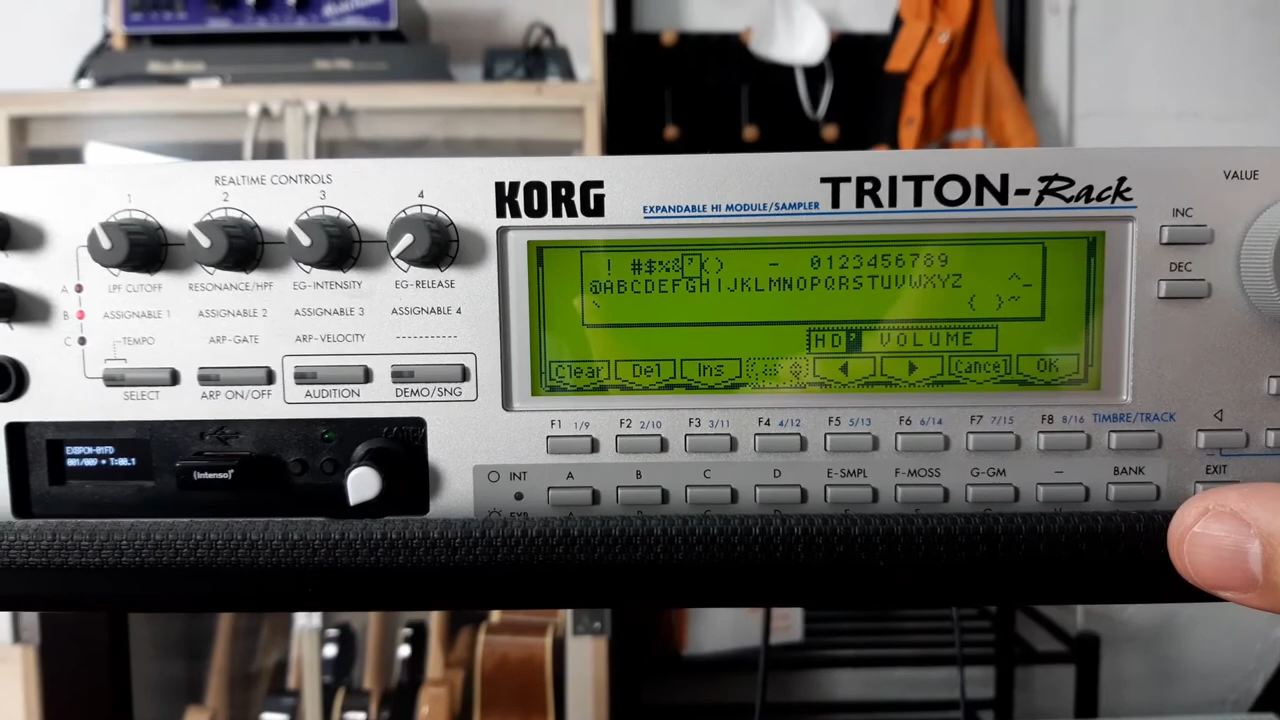 REALTIME CONTROLS
1 2 3 4
LPF CUTOFF RESONANCE/HPF EG-INTENSITY EG-RELEASE
A
B ASSIGNABLE 1 ASSIGNABLE 2 ASSIGNABLE 3 ASSIGNABLE 4
C TEMPO ARP-GATE ARP-VELOCITY ----------
SELECT ARP ON/OFF AUDITION DEMO/SNG
KORG
EXPANDABLE HI MODULE/SAMPLER
TRITON-Rack
VALUE
INC
DEC
! #$%&'() - 0123456789
@ABCDEFGHIJKLMNOPQRSTUVWXYZ ^_
` { }~
HD' VOLUME
Clear Del Ins Cancel OK
F1 1/9 F2 2/10 F3 3/11 F4 4/12 F5 5/13 F6 6/14 F7 7/15 F8 8/16 TIMBRE/TRACK
INT A B C D E-SMPL F-MOSS G-GM — BANK
EXIT
EXBPCM-01FD
001/009
(intenso)